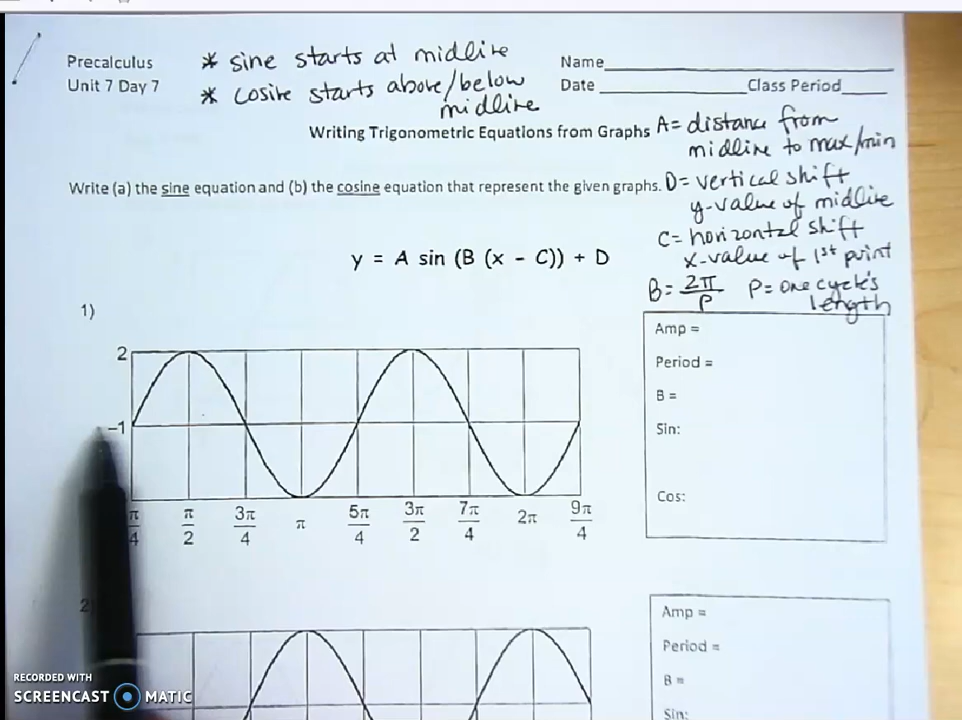 Precalculus
Unit 7 Day 7
* sine starts at midline
* cosine starts above/below
midline
Name
Date Class Period
Writing Trigonometric Equations from Graphs
A= distance from
midline to max/min
Write (a) the sine equation and (b) the cosine equation that represent the given graphs.
D= vertical shift
y-value of midline
C= horizontal shift
x-value of 1st point
B= 2π/P P= one cycle's
length
y = A sin (B (x - C)) + D
1)
2
-1
π/4 π/2 3π/4 π 5π/4 3π/2 7π/4 2π 9π/4
Amp =
Period =
B =
Sin:
Cos:
2)
Amp =
Period =
B =
Sin:
RECORDED WITH
SCREENCAST MATIC